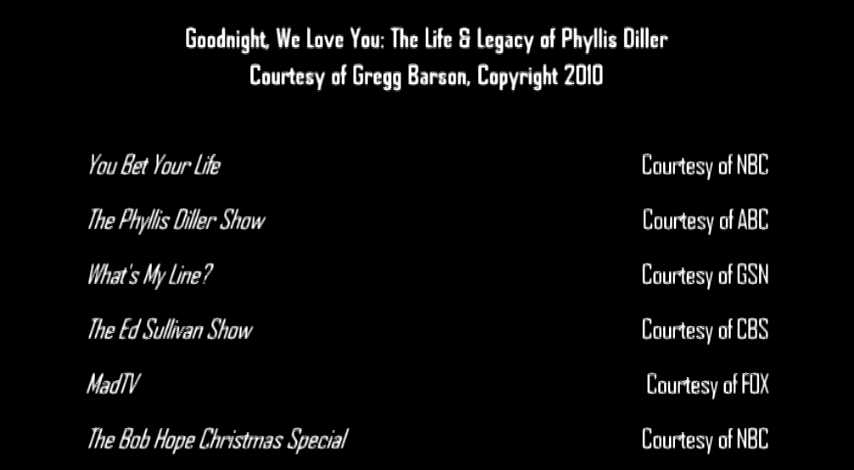 Goodnight, We Love You: The Life & Legacy of Phyllis Diller
Courtesy of Gregg Barson, Copyright 2010
You Bet Your Life Courtesy of NBC
The Phyllis Diller Show Courtesy of ABC
What's My Line? Courtesy of GSN
The Ed Sullivan Show Courtesy of CBS
MadTV Courtesy of FOX
The Bob Hope Christmas Special Courtesy of NBC